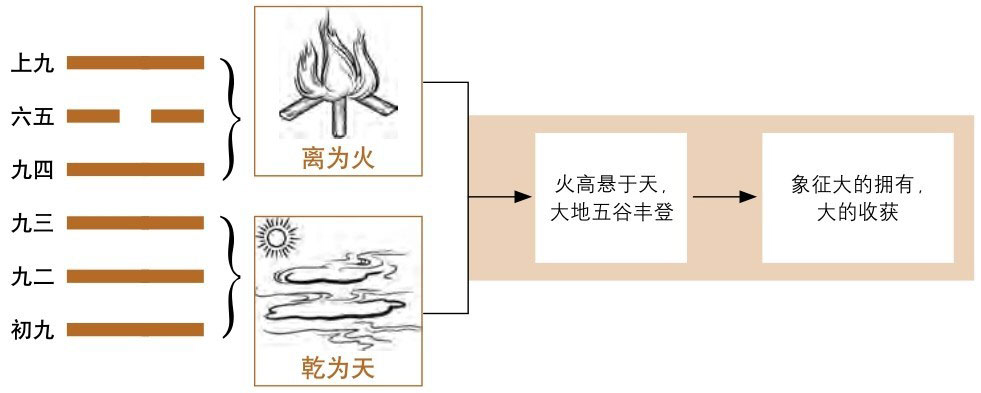 上九
六五
九四
九三
九二
初九
离为火
乾为天
火高悬于天，
大地五谷丰登
象征大的拥有，
大的收获